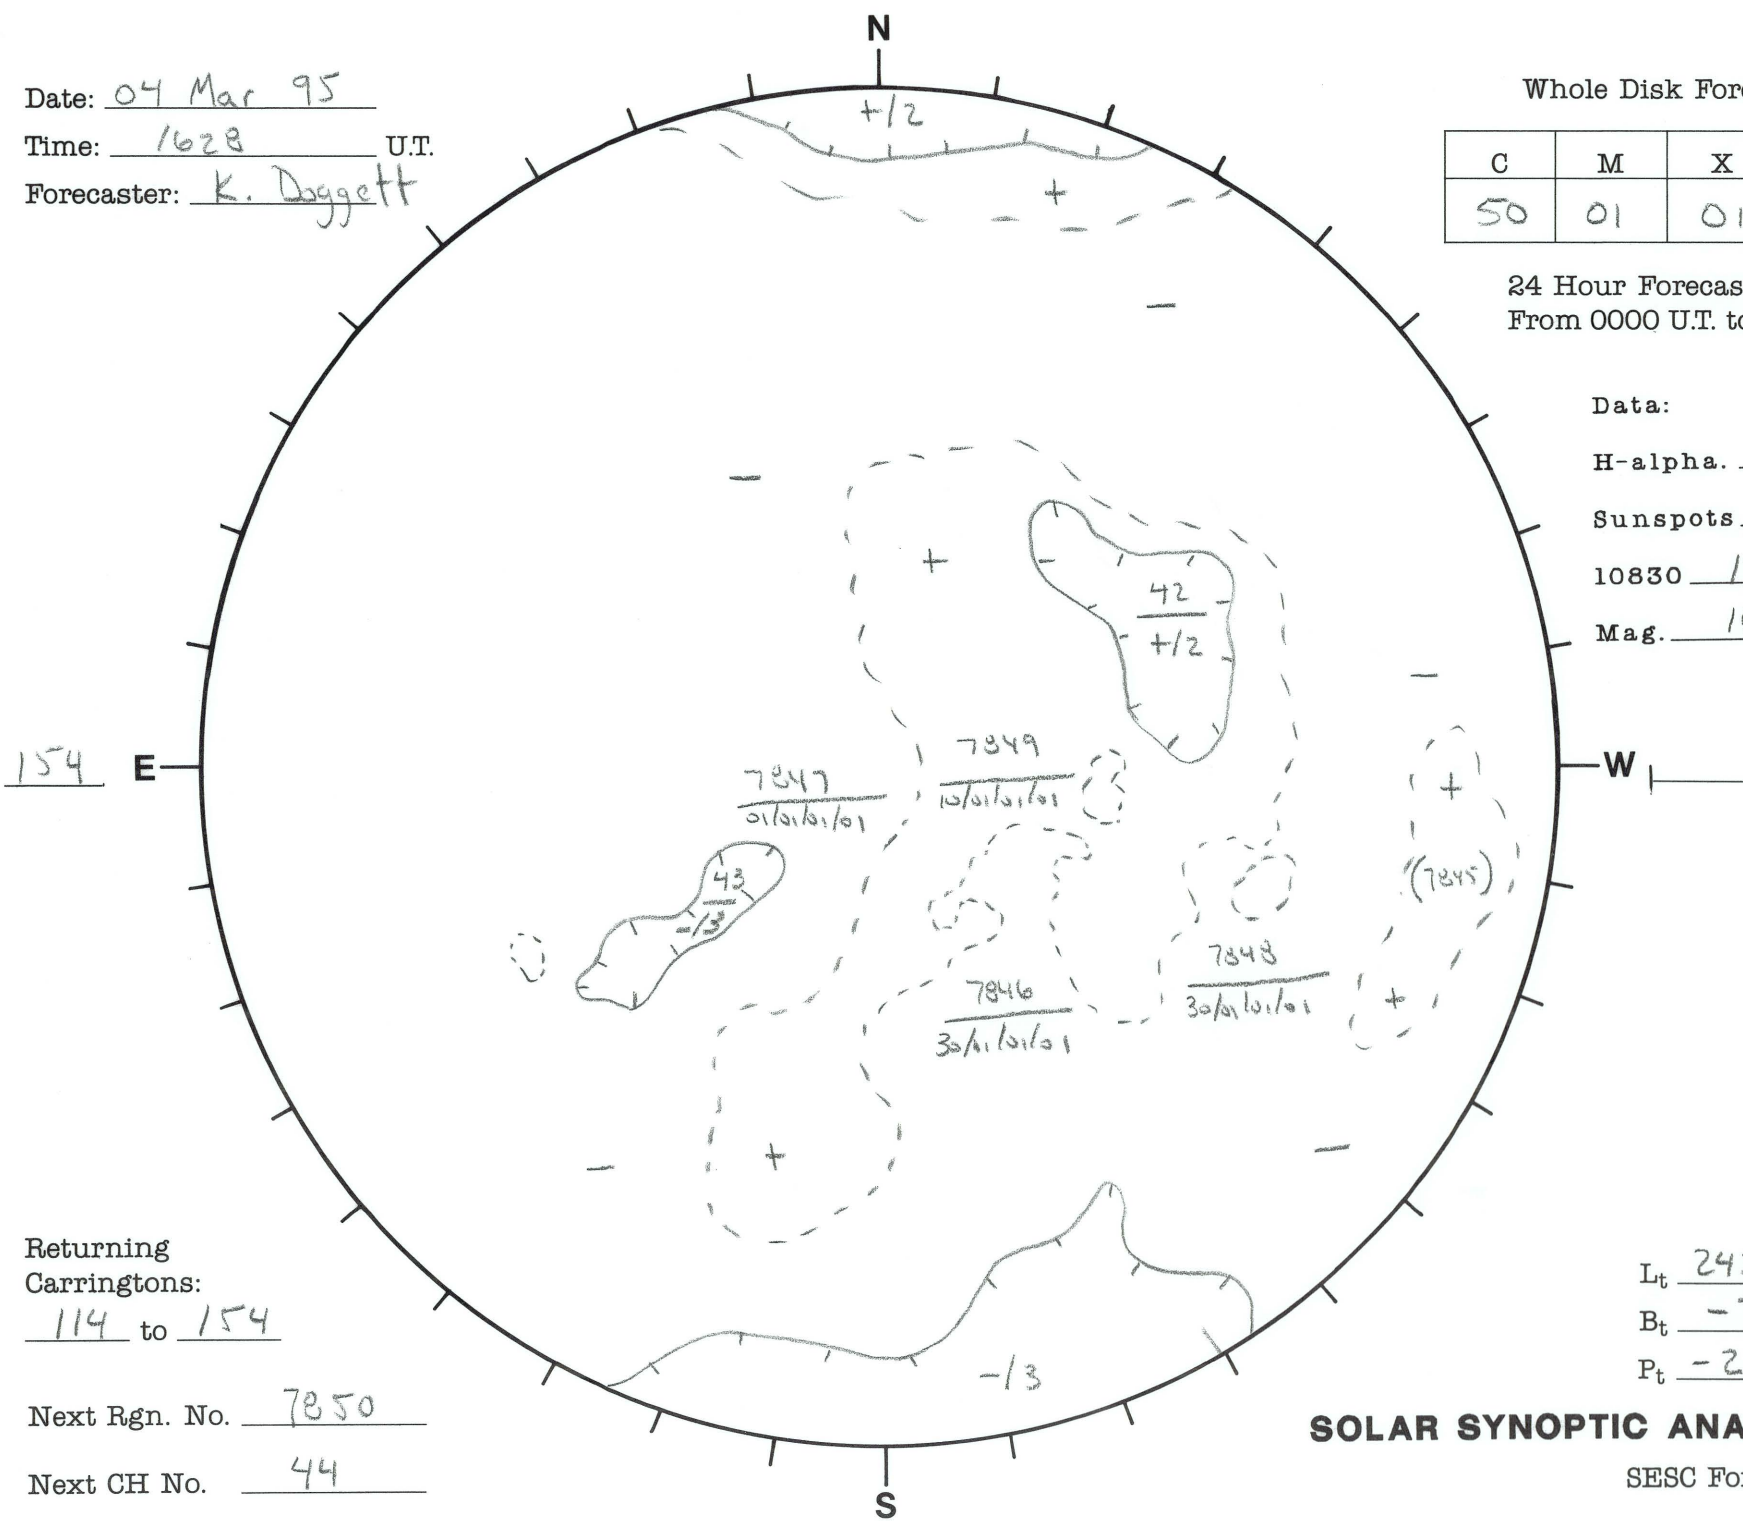 N
Date: 04 Mar 95
Time: 1628 U.T.
Forecaster: K. Doggett
Whole Disk Fore
C M X
50 01 01
24 Hour Forecas
From 0000 U.T. to
Data:
H-alpha.
Sunspots
10830
Mag.
+/2
+
-
-
+
42
+/2
-
154 E
W
7849
10/01/01/01
7847
01/01/01/01
+
(7845)
43
-/3
7848
30/01/01/01
7846
30/01/01/01
+
+
-
-
-/3
Returning
Carringtons:
114 to 154
Next Rgn. No. 7850
Next CH No. 44
Lt 24
Bt -
Pt -2
SOLAR SYNOPTIC ANA
SESC For
S